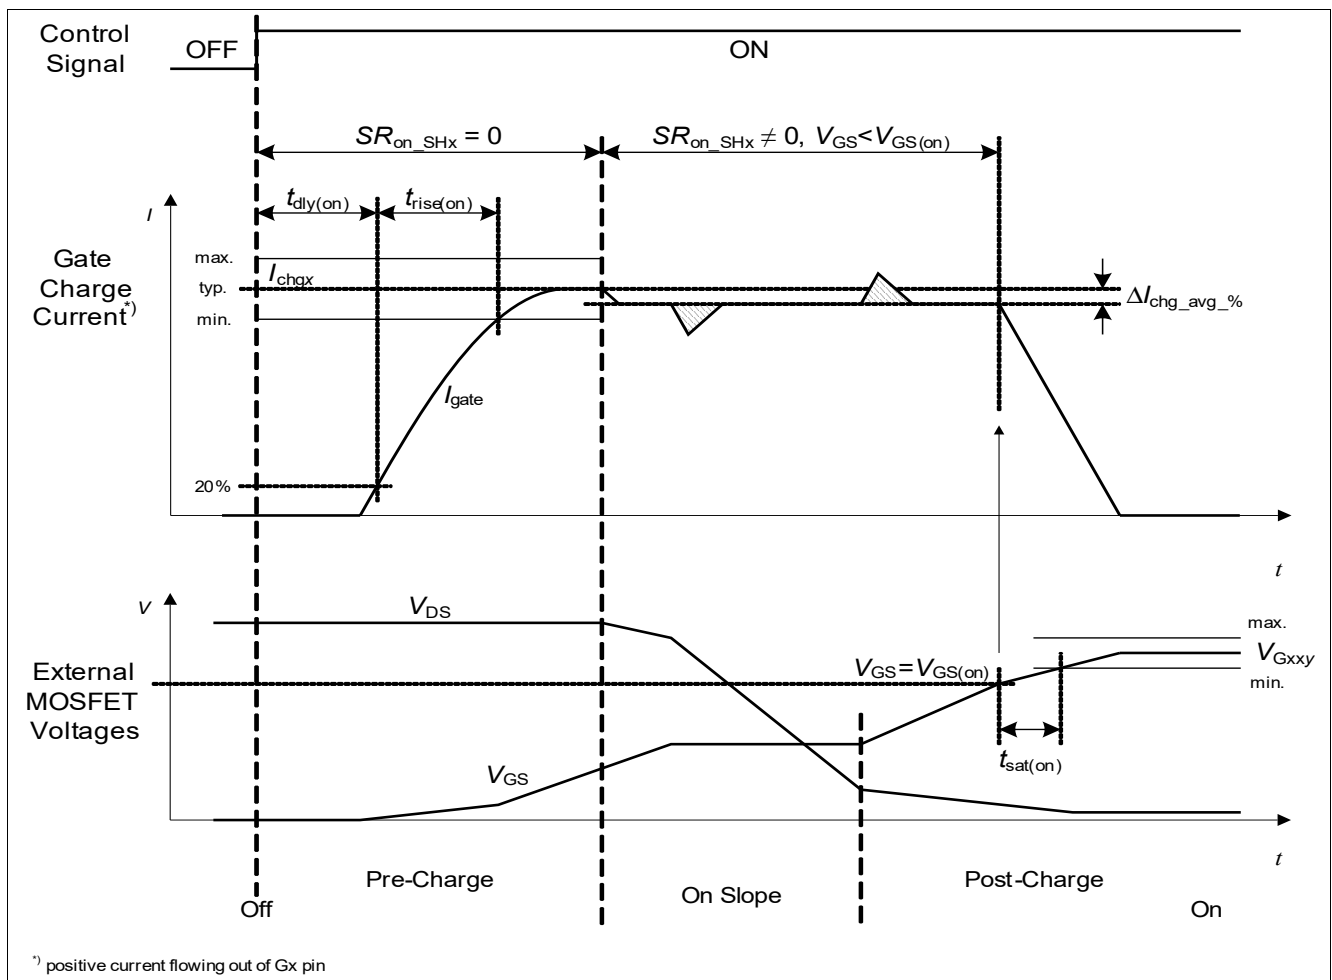 Control
Signal
OFF
ON
SRon_SHx = 0
SRon_SHx ≠ 0, VGS<VGS(on)
tdly(on)
trise(on)
I
Gate
Charge
Current*)
max.
Ichgx
typ.
min.
ΔIchg_avg_%
Igate
20%
t
V
VDS
max.
External
MOSFET
Voltages
VGS=VGS(on)
VGxxy
min.
tsat(on)
VGS
t
Pre-Charge
On Slope
Post-Charge
Off
On
*) positive current flowing out of Gx pin